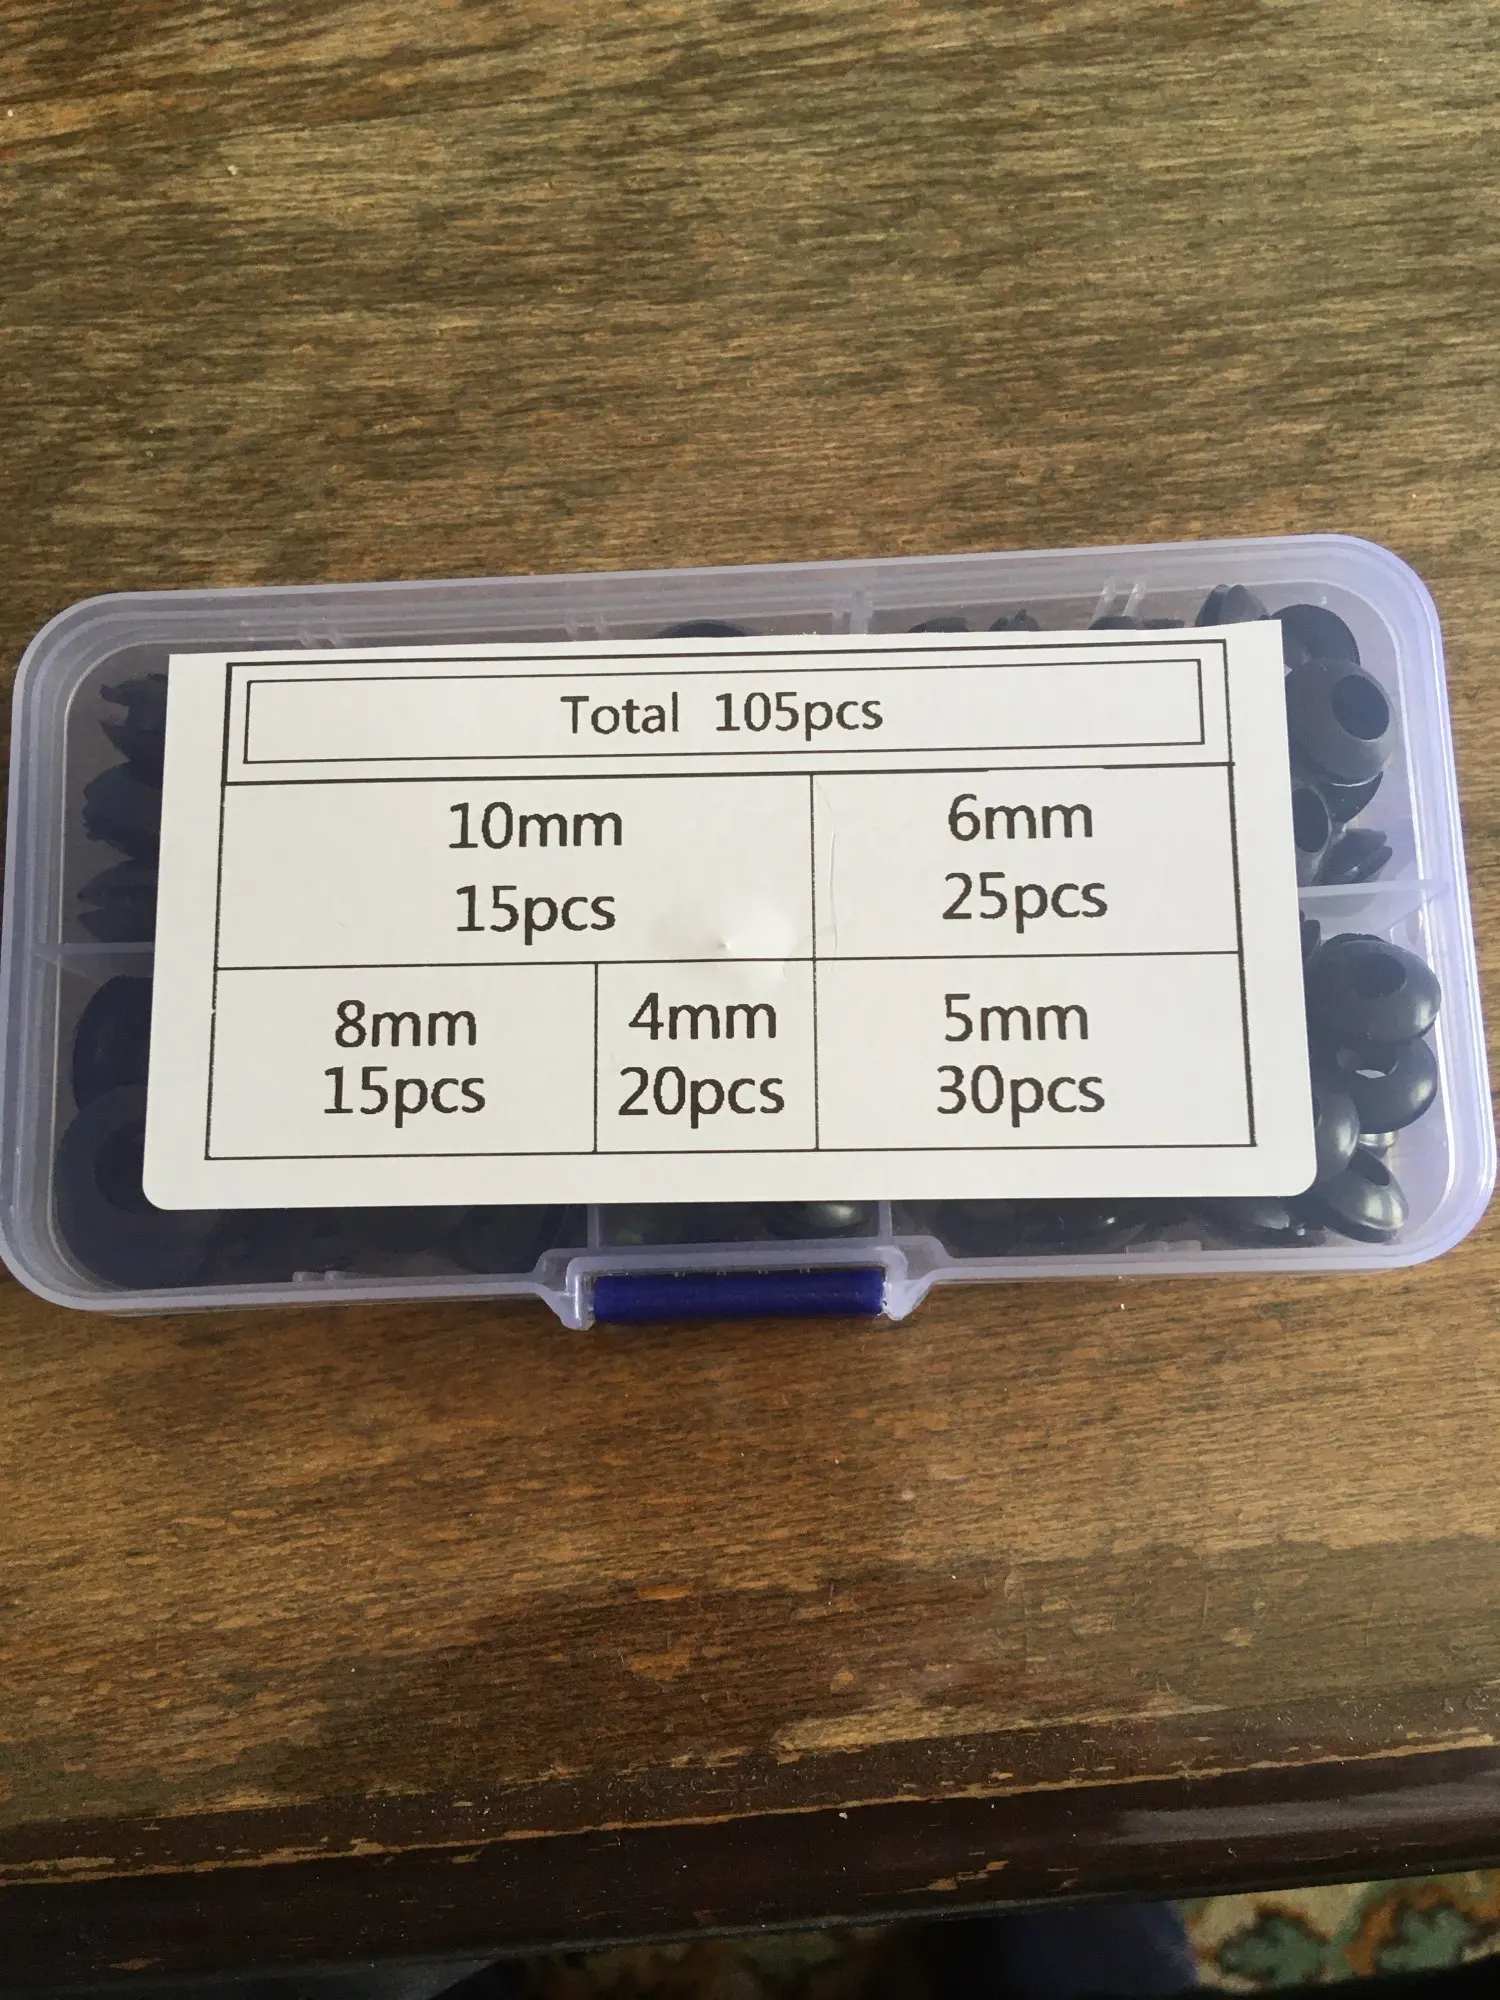 Total 105pcs
10mm
15pcs
6mm
25pcs
8mm
15pcs
4mm
20pcs
5mm
30pcs